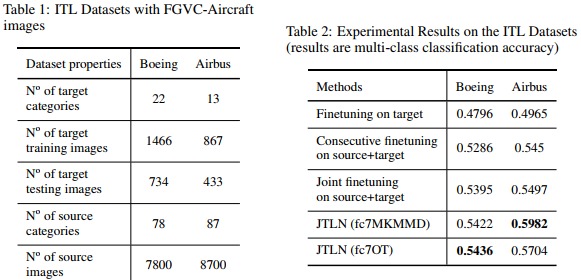 Table 1: ITL Datasets with FGVC-Aircraft
images
Dataset properties Boeing Airbus
Nº of target
categories
22 13
Nº of target
training images
1466 867
Nº of target
testing images
734 433
Nº of source
categories
78 87
Nº of source
images
7800 8700
Table 2: Experimental Results on the ITL Datasets
(results are multi-class classification accuracy)
Methods Boeing Airbus
Finetuning on target 0.4796 0.4965
Consecutive finetuning
on source+target
0.5286 0.545
Joint finetuning
on source+target
0.5395 0.5497
JTLN (fc7MKMMD) 0.5422 0.5982
JTLN (fc7OT) 0.5436 0.5704